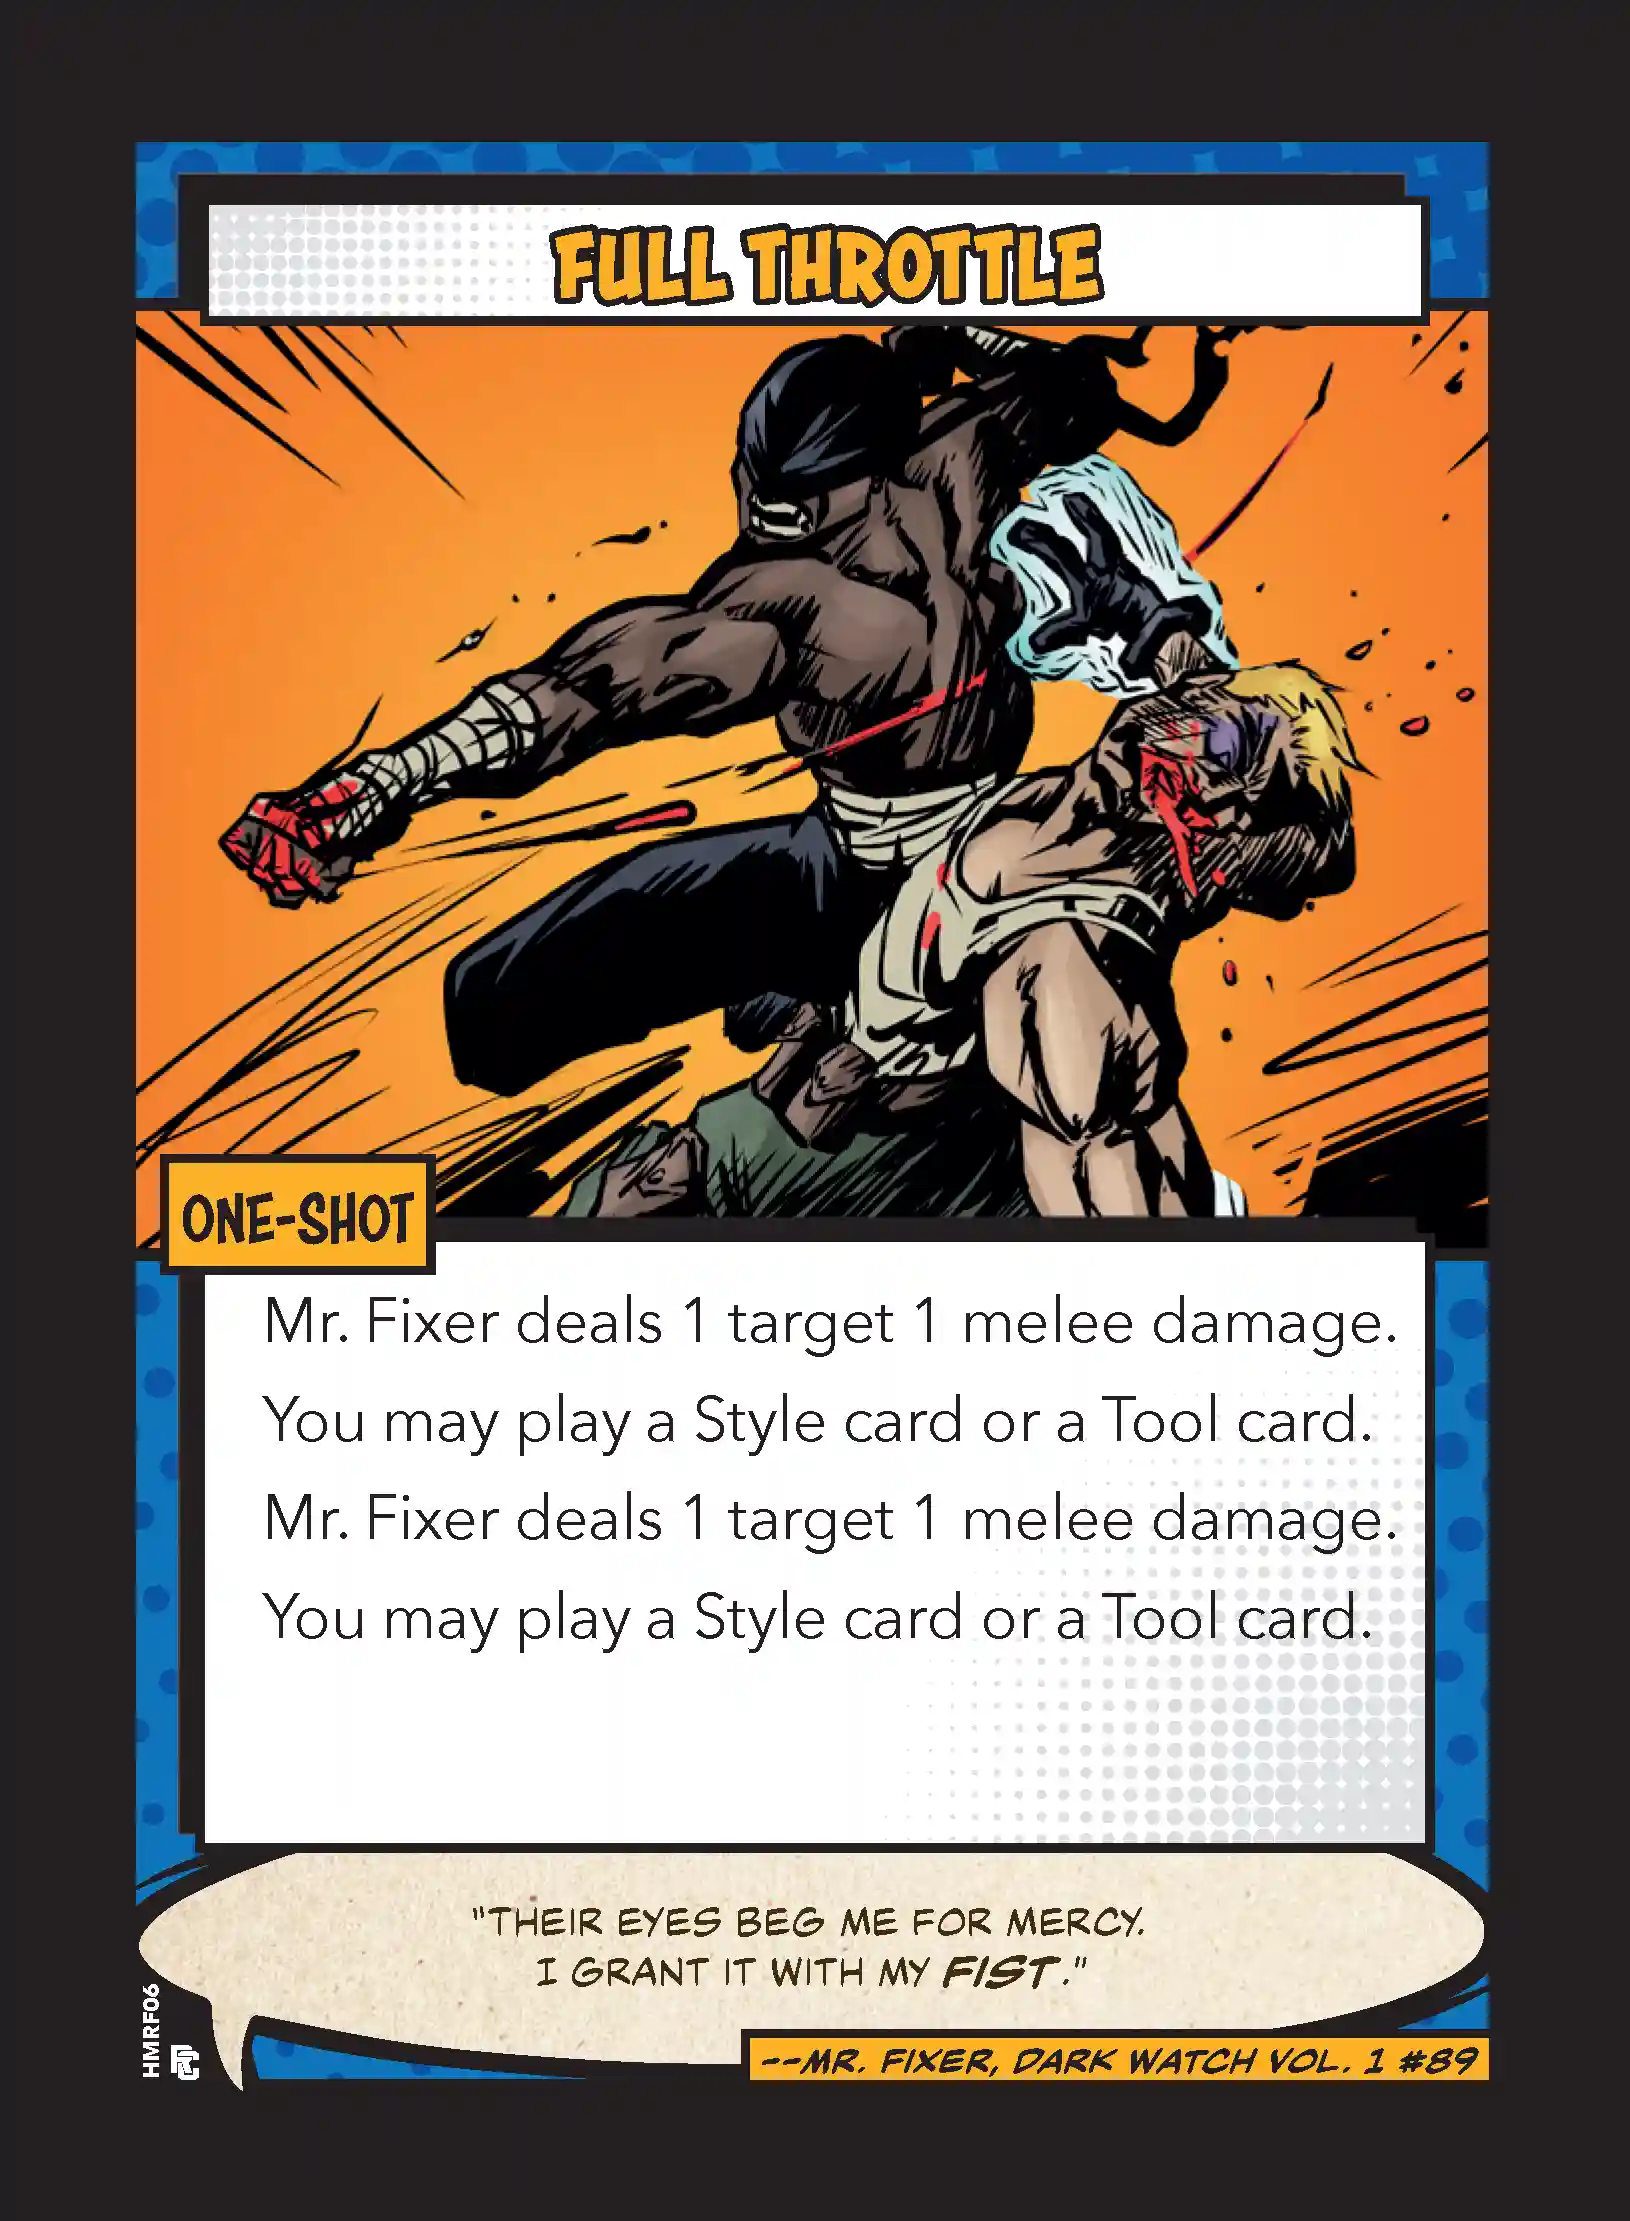 FULL THROTTLE
ONE-SHOT
Mr. Fixer deals 1 target 1 melee damage.
You may play a Style card or a Tool card.
Mr. Fixer deals 1 target 1 melee damage.
You may play a Style card or a Tool card.
"THEIR EYES BEG ME FOR MERCY.
I GRANT IT WITH MY FIST."
--MR. FIXER, DARK WATCH VOL. 1 #89
HMRF06